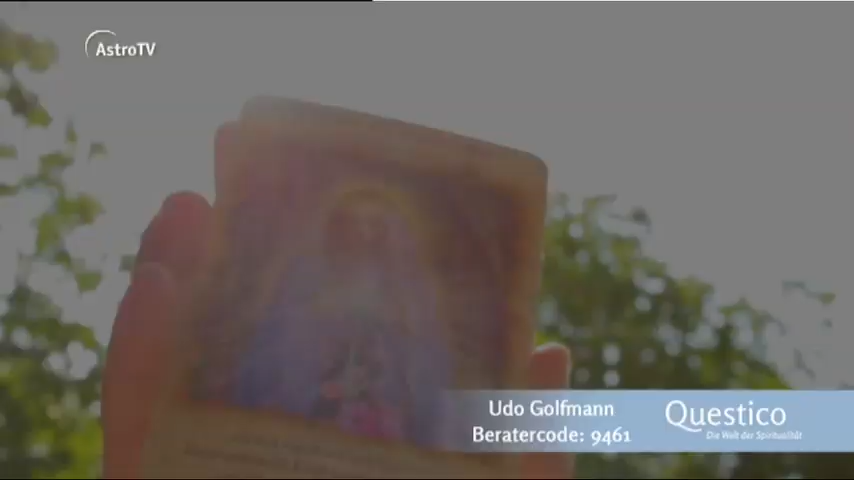 AstroTV
Udo Golfmann
Beratercode: 9461
Questico
Die Welt der Spiritualität